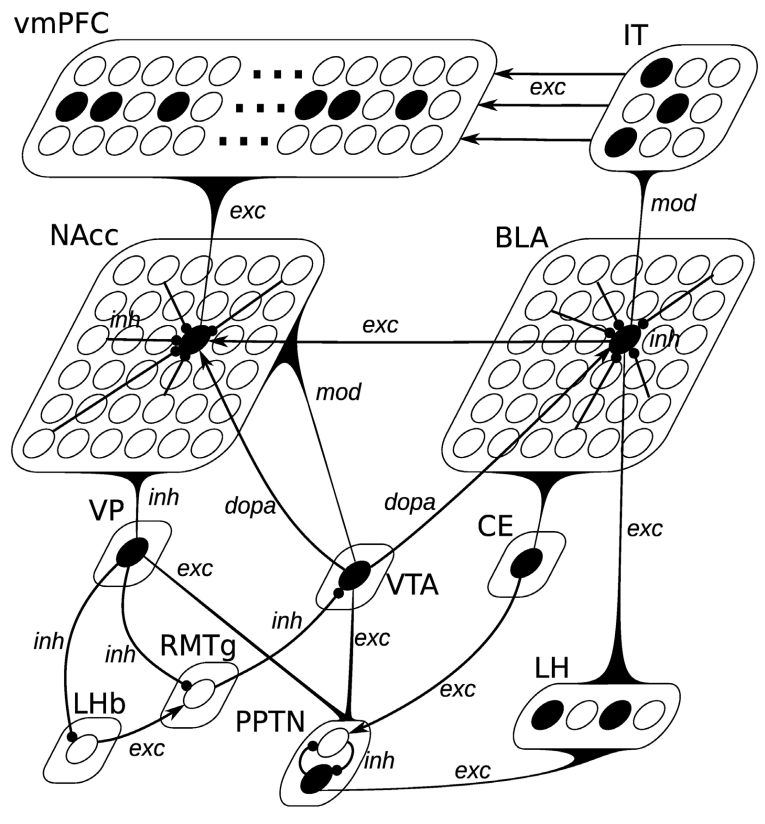 vmPFC
IT
exc
exc
mod
NAcc
BLA
inh
exc
inh
mod
inh
VP
dopa
dopa
CE
exc
exc
VTA
inh
inh
inh
RMTg
exc
LH
LHb
PPTN
exc
exc
inh
exc